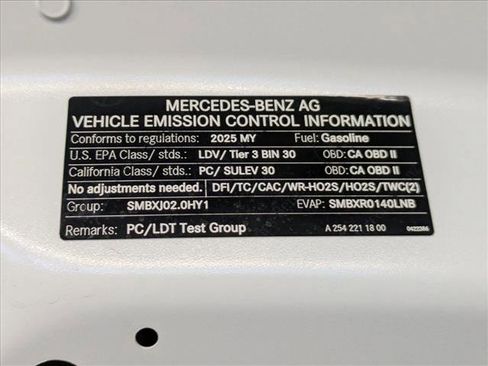 MERCEDES-BENZ AG
VEHICLE EMISSION CONTROL INFORMATION
Conforms to regulations: 2025 MY Fuel: Gasoline
U.S. EPA Class/ stds.: LDV/ Tier 3 BIN 30 OBD: CA OBD II
California Class/ stds.: PC/ SULEV 30 OBD: CA OBD II
No adjustments needed. DFI/TC/CAC/WR-HO2S/HO2S/TWC(2)
Group: SMBXJ02.0HY1 EVAP: SMBXR0140LNB
Remarks: PC/LDT Test Group A 254 221 18 00